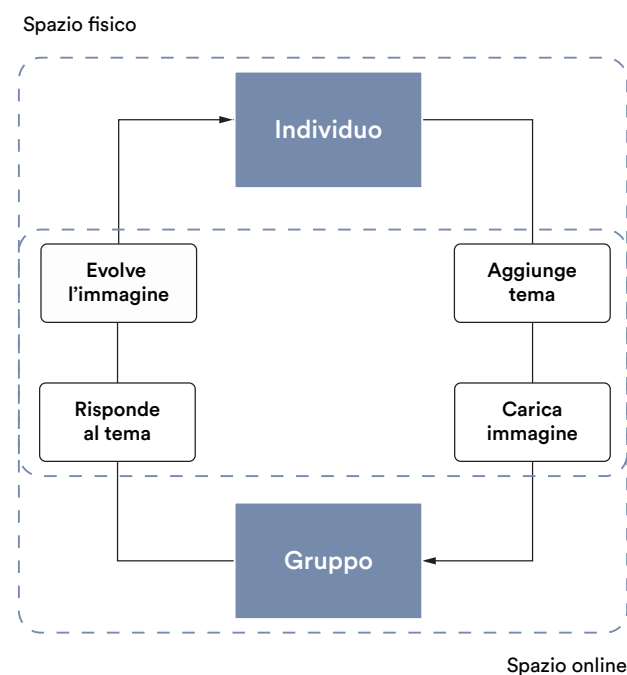 Spazio fisico
Individuo
Evolve
l'immagine
Aggiunge
tema
Risponde
al tema
Carica
immagine
Gruppo
Spazio online